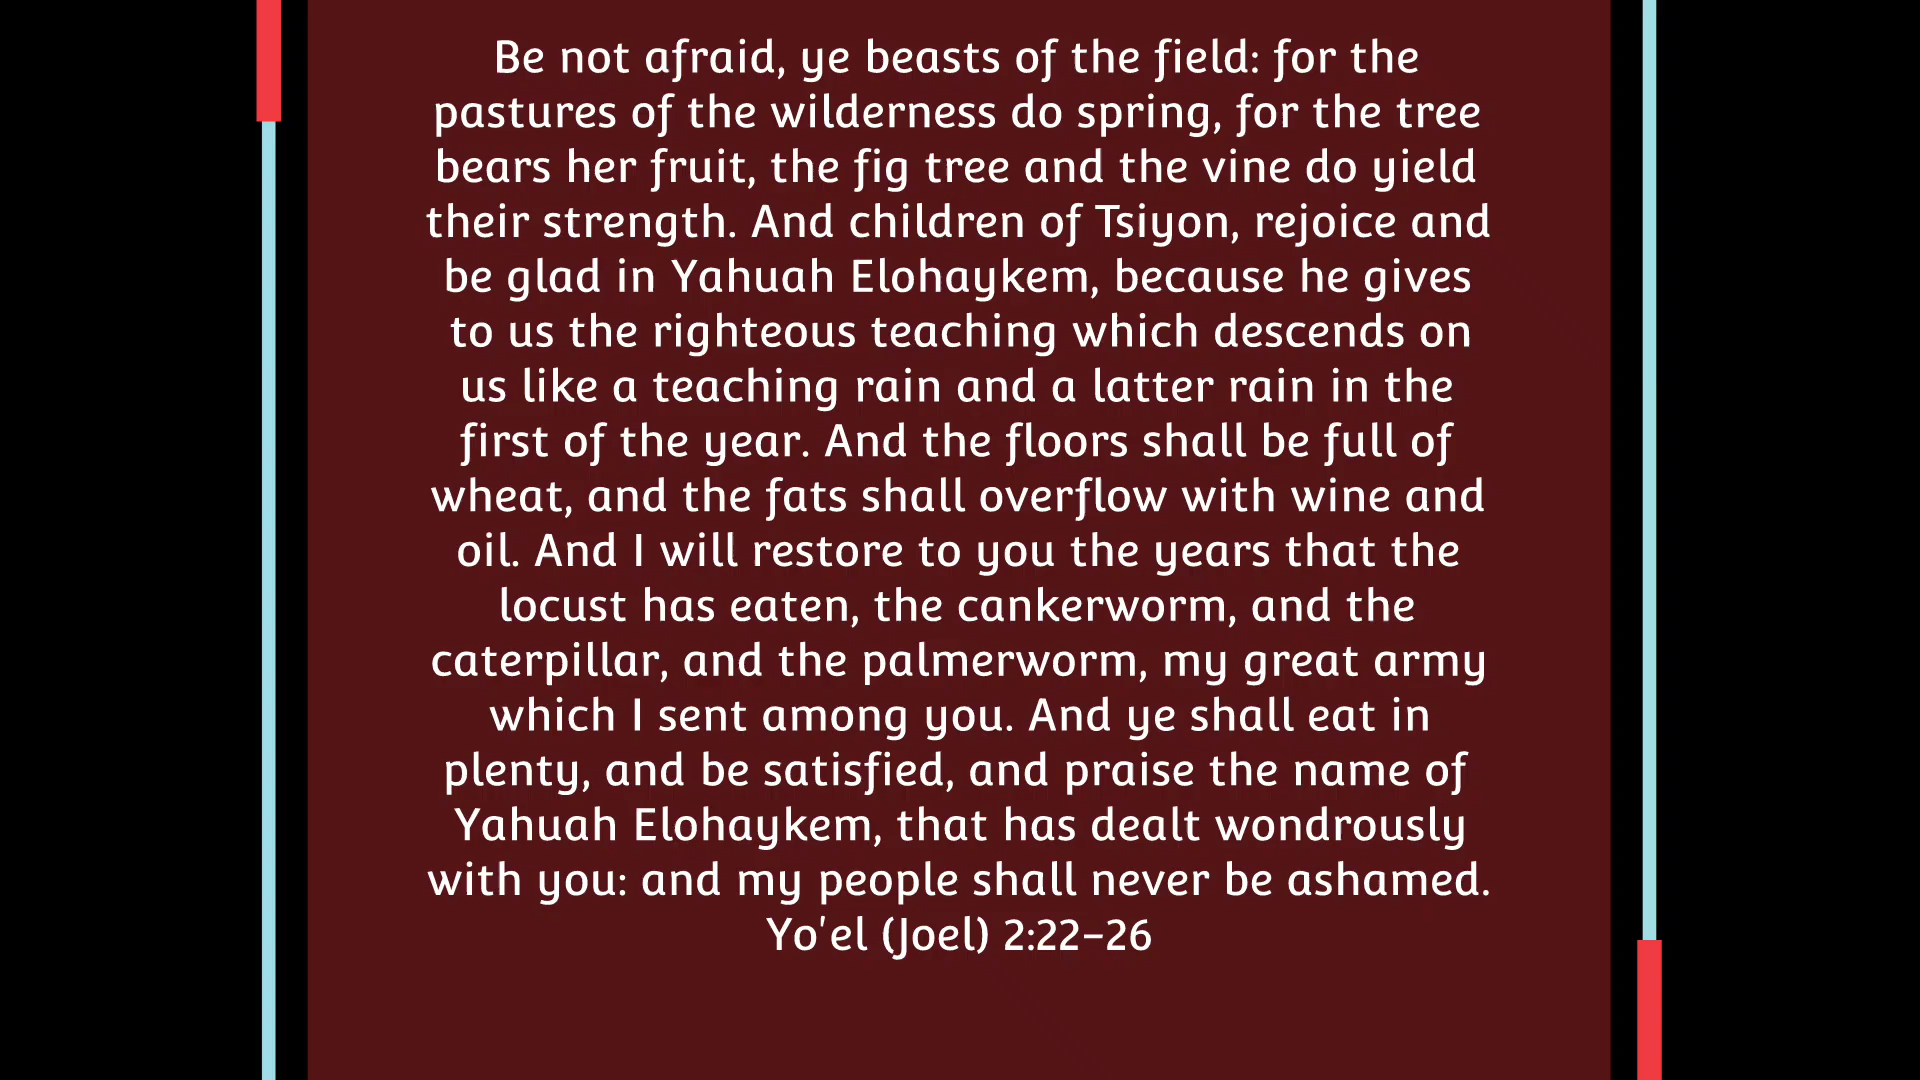 Be not afraid, ye beasts of the field: for the
pastures of the wilderness do spring, for the tree
bears her fruit, the fig tree and the vine do yield
their strength. And children of Tsiyon, rejoice and
be glad in Yahuah Elohaykem, because he gives
to us the righteous teaching which descends on
us like a teaching rain and a latter rain in the
first of the year. And the floors shall be full of
wheat, and the fats shall overflow with wine and
oil. And I will restore to you the years that the
locust has eaten, the cankerworm, and the
caterpillar, and the palmerworm, my great army
which I sent among you. And ye shall eat in
plenty, and be satisfied, and praise the name of
Yahuah Elohaykem, that has dealt wondrously
with you: and my people shall never be ashamed.
Yo'el (Joel) 2:22–26